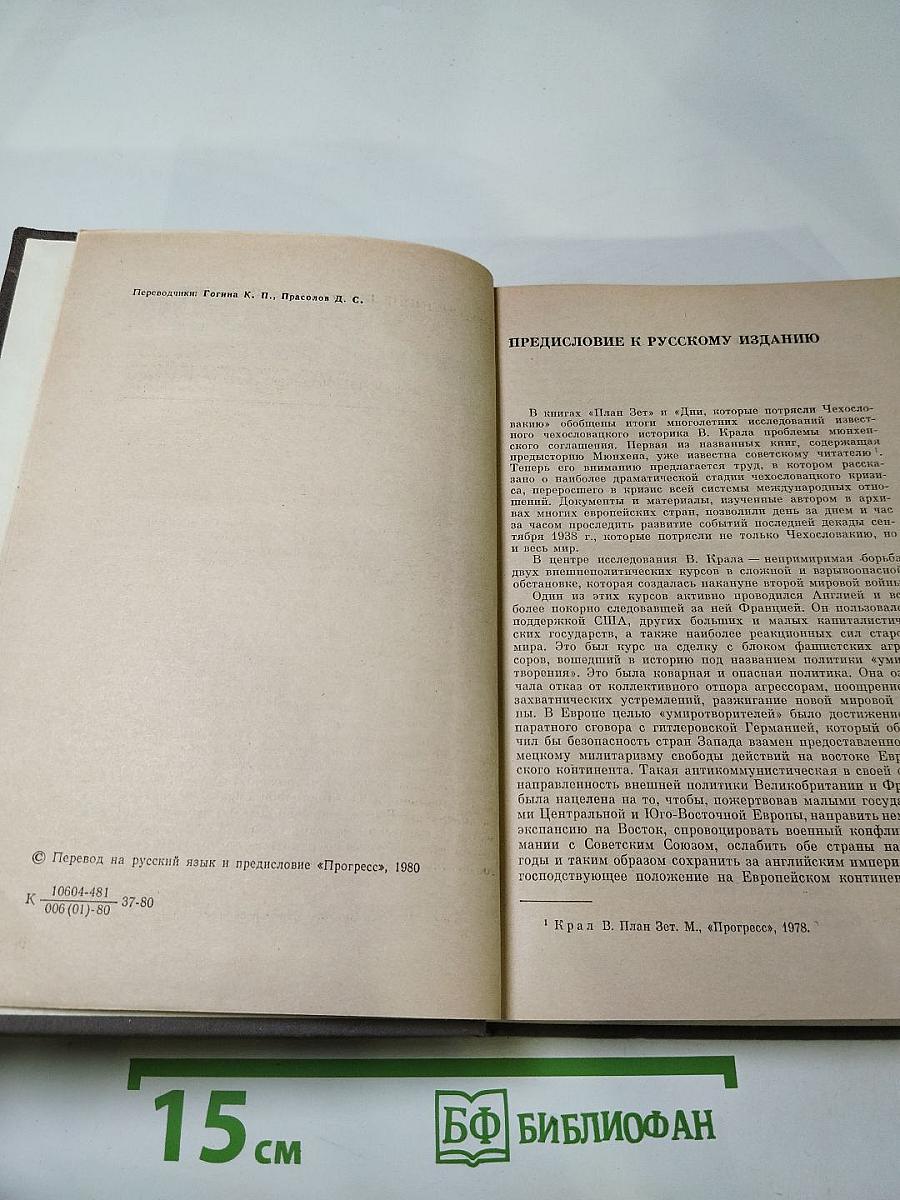 Переводчики: Гогина К. П., Прасолов Д. С.
© Перевод на русский язык и предисловие «Прогресс», 1980
К 10604-481
006 (01)-80 37-80
ПРЕДИСЛОВИЕ К РУССКОМУ ИЗДАНИЮ
В книгах «План Зет» и «Дни, которые потрясли Чехосло-
вакию» обобщены итоги многолетних исследований извест-
ного чехословацкого историка В. Крала проблемы мюнхен-
ского соглашения. Первая из названных книг, содержащая
предысторию Мюнхена, уже известна советскому читателю ¹.
Теперь его вниманию предлагается труд, в котором расска-
зано о наиболее драматической стадии чехословацкого кризи-
са, переросшего в кризис всей системы международных отно-
шений. Документы и материалы, изученные автором в архи-
вах многих европейских стран, позволили день за днем и час
за часом проследить развитие событий последней декады сен-
тября 1938 г., которые потрясли не только Чехословакию, но
и весь мир.
В центре исследования В. Крала — непримиримая борьба
двух внешнеполитических курсов в сложной и взрывоопасной
обстановке, которая создалась накануне второй мировой войны
Один из этих курсов активно проводился Англией и
более покорно следовавшей за ней Францией. Он
поддержкой США, других больших и малых капиталистич
ских государств, а также наиболее реакционных сил
мира. Это был курс на сделку с блоком фашистских
соров, вошедший в историю под названием политики «уми
творения». Это была коварная и опасная политика. Она
чала отказ от коллективного отпора агрессорам, поощрение
захватнических устремлений, разжигание новой мировой
ны. В Европе целью «умиротворителей» было достижение
паратного сговора с гитлеровской Германией, который
чил бы безопасность стран Запада взамен
мецкому милитаризму свободы действий на востоке
ского континента. Такая антикоммунистическая в своей
направленность внешней политики Великобритании и
была нацелена на то, чтобы, пожертвовав малыми
ми Центральной и Юго-Восточной Европы, направить
экспансию на Восток, спровоцировать военный
мании с Советским Союзом, ослабить обе страны на
годы и таким образом сохранить за английским
господствующее положение на Европейском
¹ Крал В. План Зет. М., «Прогресс», 1978.
15 см
БФ БИБЛИОФАН